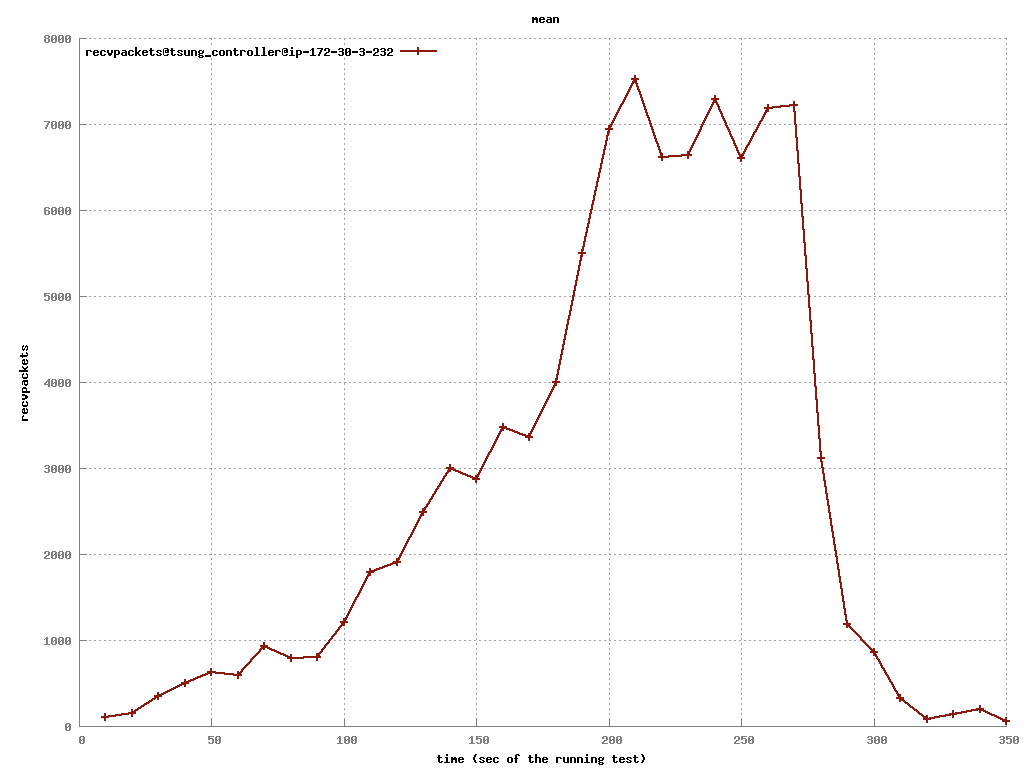 mean
8000
recvpackets@tsung_controller@ip-172-30-3-232
7000
6000
5000
4000
3000
2000
1000
0
recvpackets
0 50 100 150 200 250 300 350
time (sec of the running test)